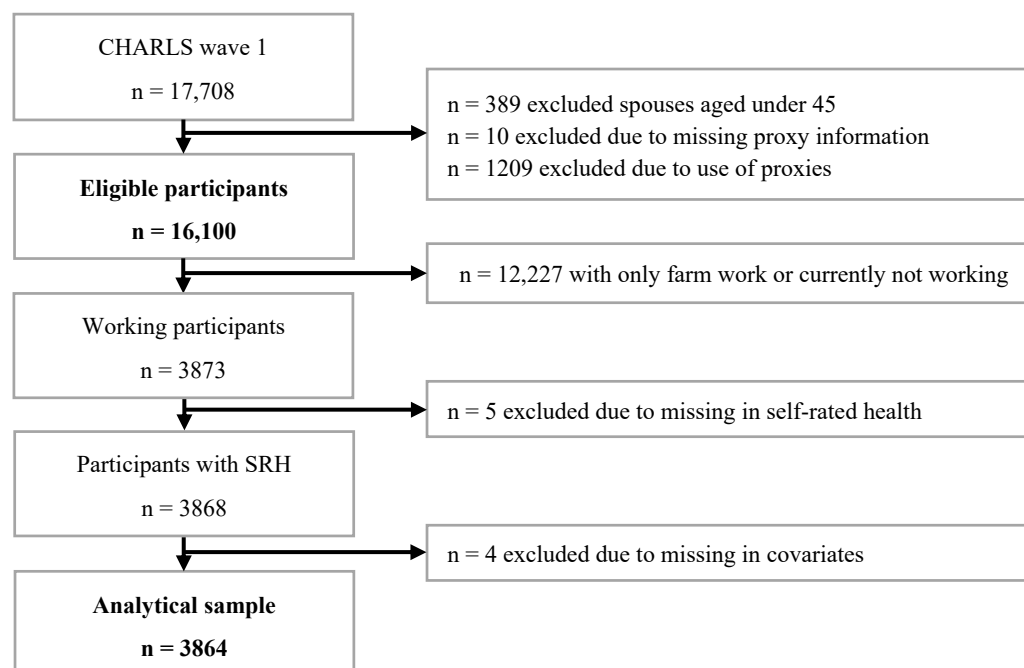 CHARLS wave 1
n = 17,708
n = 389 excluded spouses aged under 45
n = 10 excluded due to missing proxy information
n = 1209 excluded due to use of proxies
Eligible participants
n = 16,100
n = 12,227 with only farm work or currently not working
Working participants
n = 3873
n = 5 excluded due to missing in self-rated health
Participants with SRH
n = 3868
n = 4 excluded due to missing in covariates
Analytical sample
n = 3864